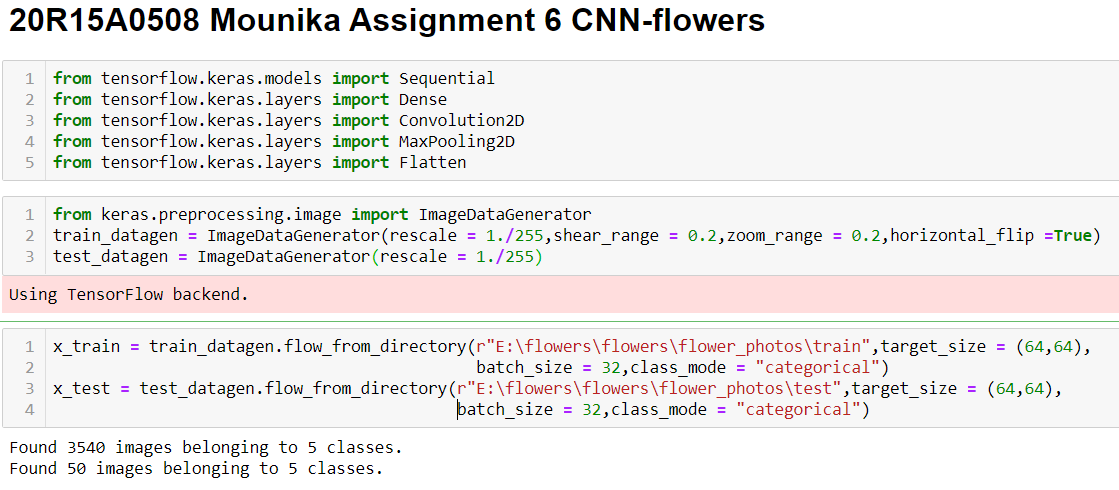 20R15A0508 Mounika Assignment 6 CNN-flowers
1 from tensorflow.keras.models import Sequential
2 from tensorflow.keras.layers import Dense
3 from tensorflow.keras.layers import Convolution2D
4 from tensorflow.keras.layers import MaxPooling2D
5 from tensorflow.keras.layers import Flatten
1 from keras.preprocessing.image import ImageDataGenerator
2 train_datagen = ImageDataGenerator(rescale = 1./255,shear_range = 0.2,zoom_range = 0.2,horizontal_flip =True)
3 test_datagen = ImageDataGenerator(rescale = 1./255)
Using TensorFlow backend.
1 x_train = train_datagen.flow_from_directory(r"E:\flowers\flowers\flower_photos\train",target_size = (64,64),
2 batch_size = 32,class_mode = "categorical")
3 x_test = test_datagen.flow_from_directory(r"E:\flowers\flowers\flower_photos\test",target_size = (64,64),
4 batch_size = 32,class_mode = "categorical")
Found 3540 images belonging to 5 classes.
Found 50 images belonging to 5 classes.